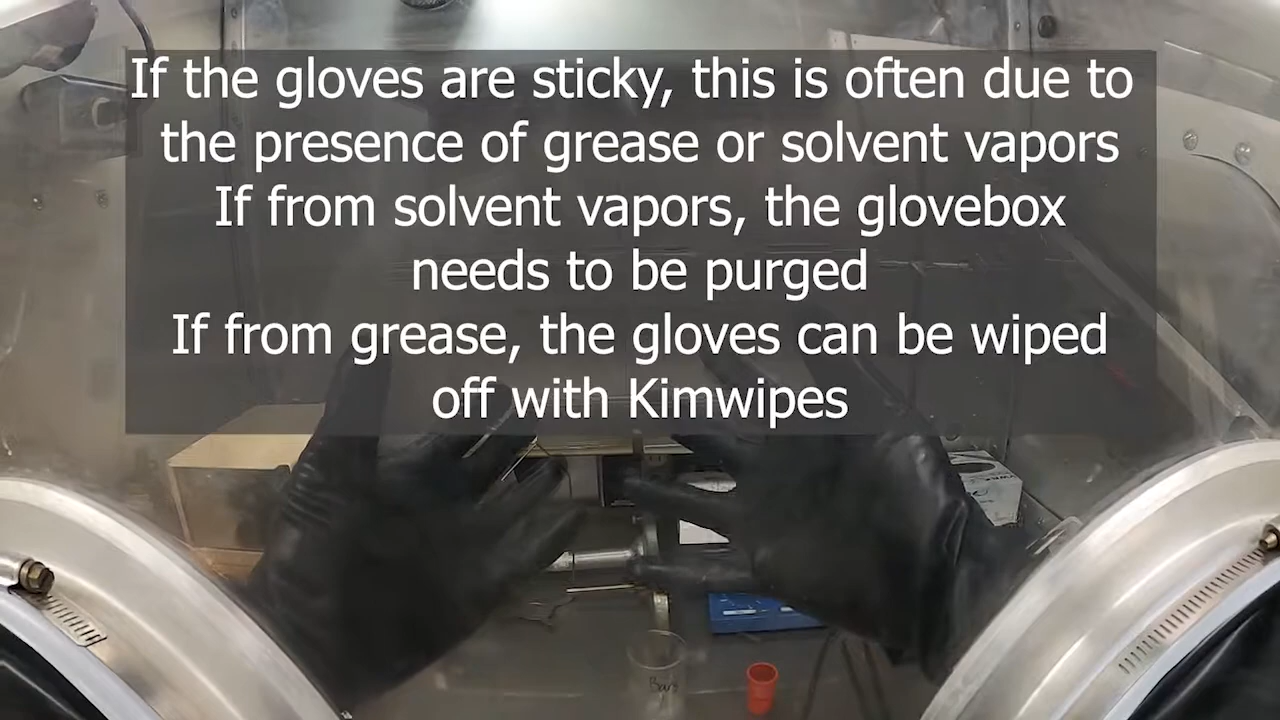 If the gloves are sticky, this is often due to
the presence of grease or solvent vapors
If from solvent vapors, the glovebox
needs to be purged
If from grease, the gloves can be wiped
off with Kimwipes